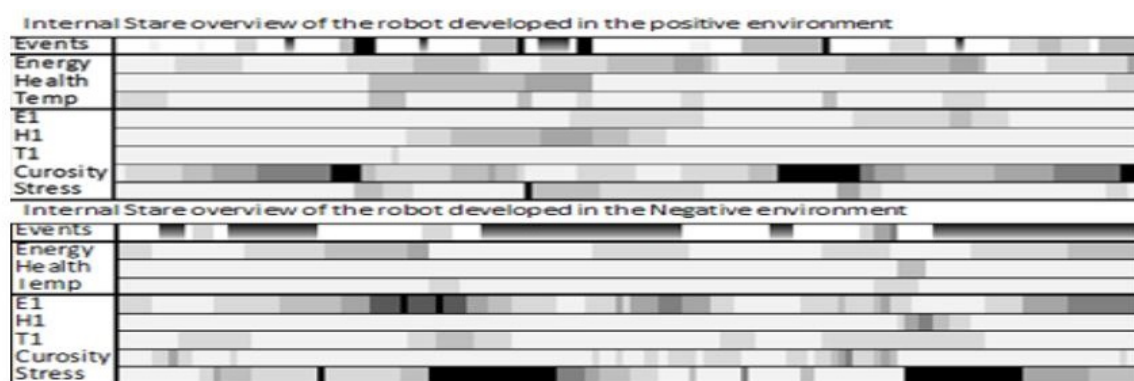 Internal Stare overview of the robot developed in the positive environment
Events
Energy
Health
Temp
E1
H1
T1
Curosity
Stress
Internal Stare overview of the robot developed in the Negative environment
Events
Energy
Health
Temp
E1
H1
T1
Curosity
Stress